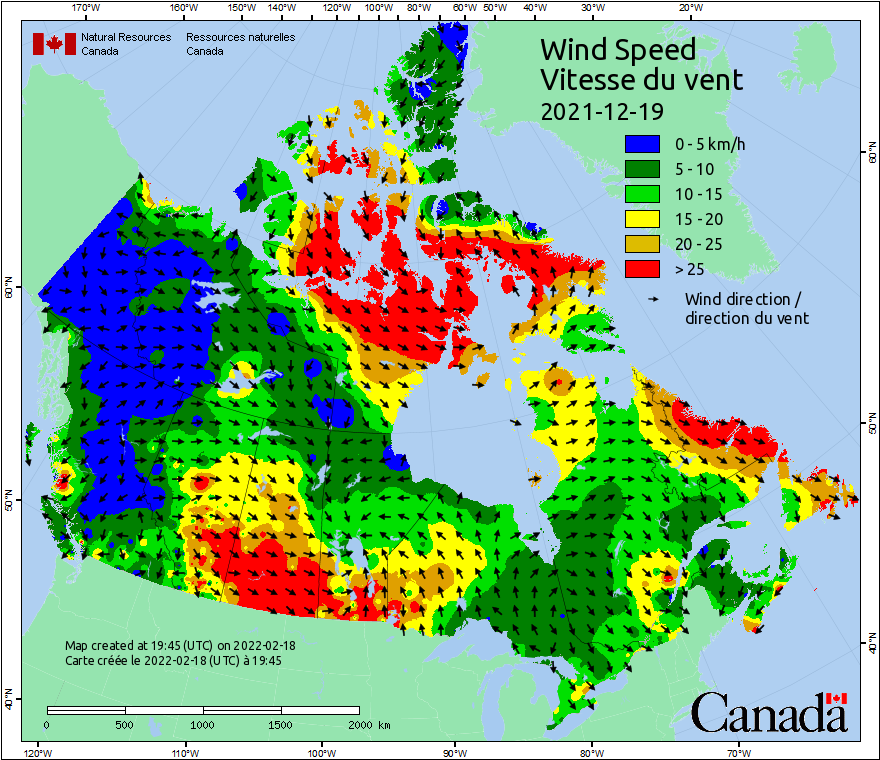 170°W 160°W 150°W 140°W 130°W 120°W 110°W 100°W 90°W 80°W 60°W 50°W 40°W 30°W 20°W
Natural Resources Ressources naturelles
Canada Canada
Wind Speed
Vitesse du vent
2021-12-19
0 - 5 km/h
5 - 10
10 - 15
15 - 20
20 - 25
> 25
Wind direction /
direction du vent
60°N 60°N
50°N 50°N
40°N 40°N
Map created at 19:45 (UTC) on 2022-02-18
Carte créée le 2022-02-18 (UTC) à 19:45
0 500 1000 1500 2000 km
Canada
120°W 110°W 100°W 90°W 80°W 70°W